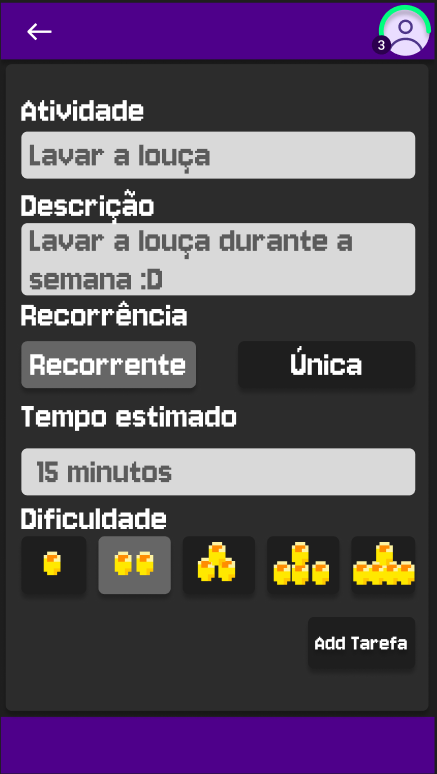 3
Atividade
Lavar a louça
Descrição
Lavar a louça durante a
semana :D
Recorrência
Recorrente
Única
Tempo estimado
15 minutos
Dificuldade
Add Tarefa